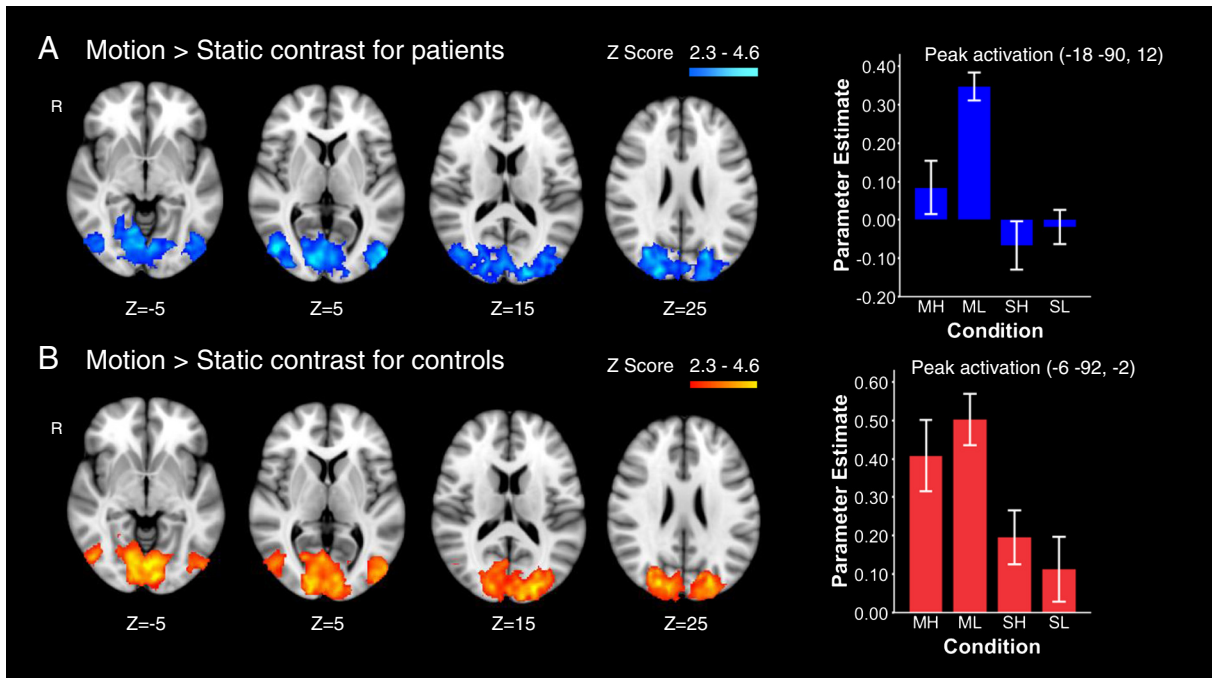 A Motion > Static contrast for patients
Z Score 2.3 - 4.6
R
Z=-5 Z=5 Z=15 Z=25
Peak activation (-18 -90, 12)
Parameter Estimate
0.40
0.30
0.20
0.10
0.00
-0.10
-0.20
MH ML SH SL
Condition
B Motion > Static contrast for controls
Z Score 2.3 - 4.6
R
Z=-5 Z=5 Z=15 Z=25
Peak activation (-6 -92, -2)
Parameter Estimate
0.60
0.50
0.40
0.30
0.20
0.10
0.00
MH ML SH SL
Condition